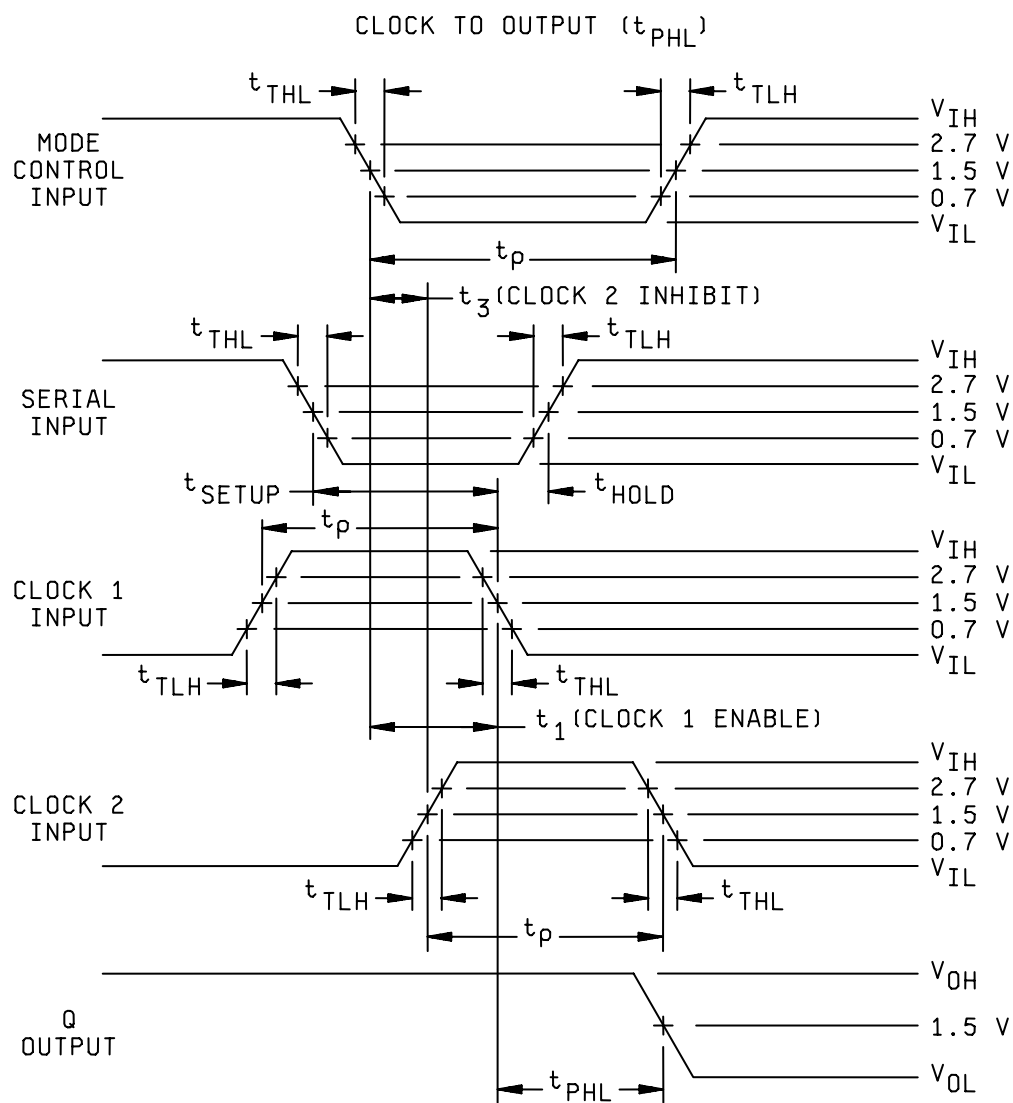 CLOCK TO OUTPUT (tPHL)
tTHL
tTLH
MODE
CONTROL
INPUT
VIH
2.7 V
1.5 V
0.7 V
VIL
tp
t3 (CLOCK 2 INHIBIT)
tTHL
tTLH
SERIAL
INPUT
VIH
2.7 V
1.5 V
0.7 V
VIL
tSETUP
tHOLD
tp
CLOCK 1
INPUT
VIH
2.7 V
1.5 V
0.7 V
VIL
tTLH
tTHL
t1 (CLOCK 1 ENABLE)
CLOCK 2
INPUT
VIH
2.7 V
1.5 V
0.7 V
VIL
tTLH
tTHL
tp
Q
OUTPUT
VOH
1.5 V
VOL
tPHL